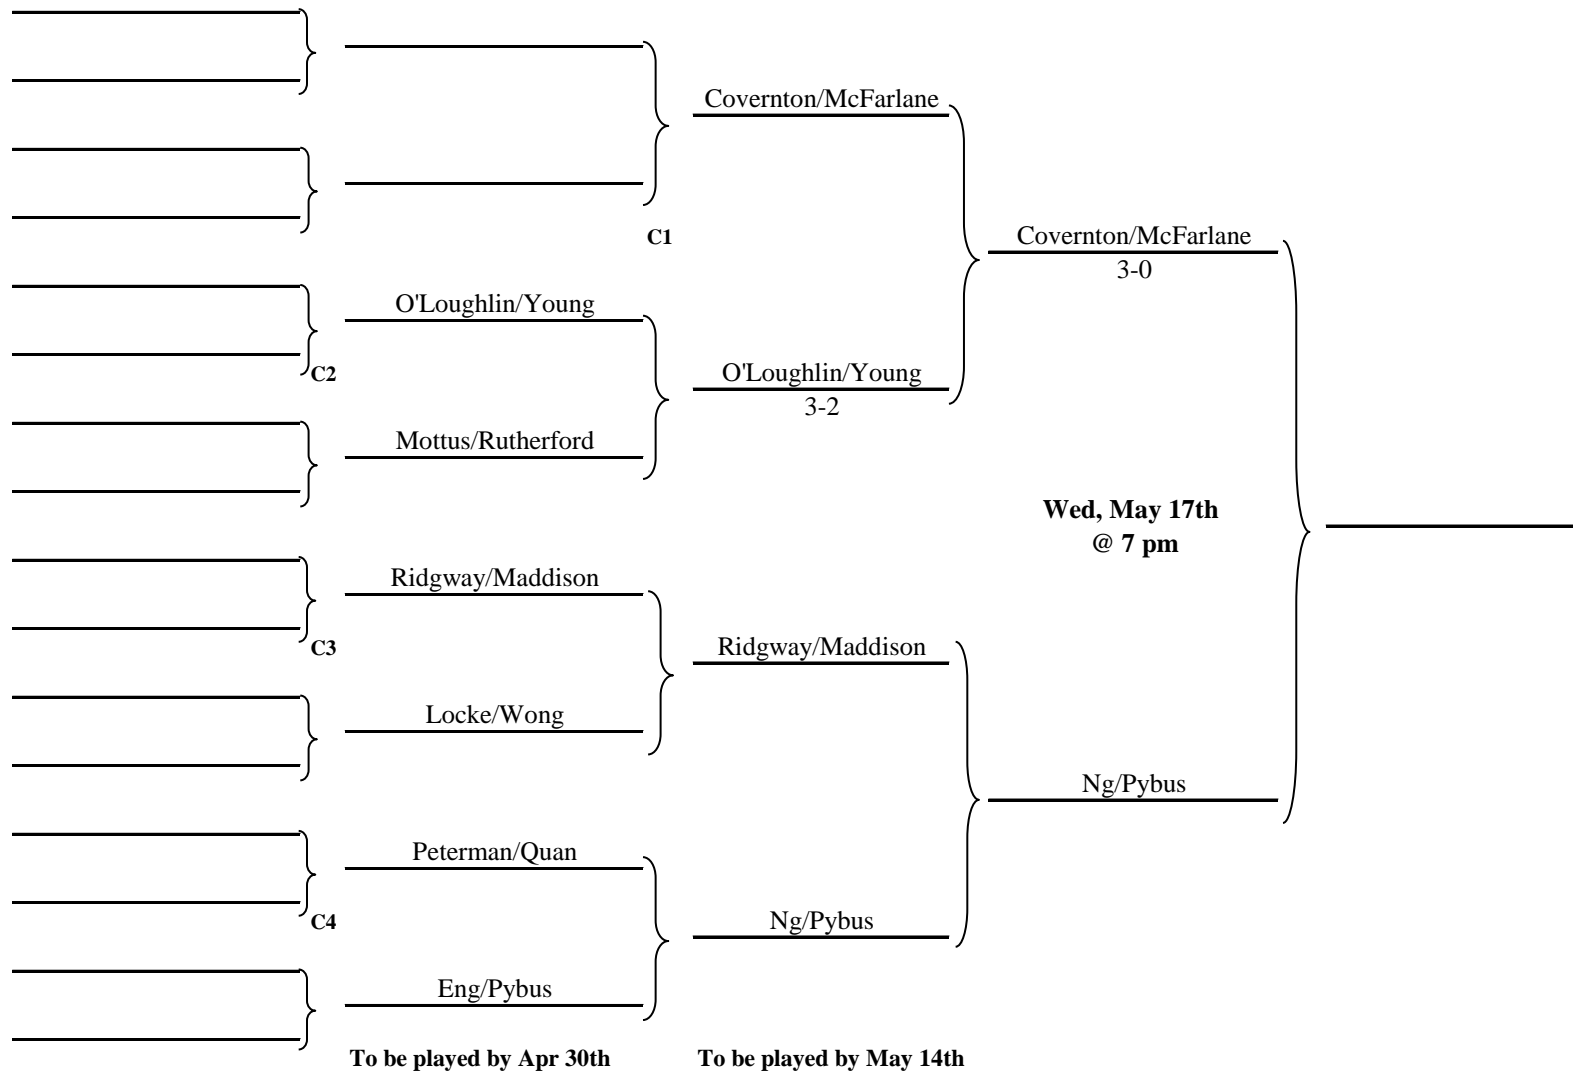 Covernton/McFarlane
C1
Covernton/McFarlane
3-0
O'Loughlin/Young
C2
O'Loughlin/Young
3-2
Mottus/Rutherford
Wed, May 17th
@ 7 pm
Ridgway/Maddison
C3
Ridgway/Maddison
Locke/Wong
Ng/Pybus
Peterman/Quan
C4
Ng/Pybus
Eng/Pybus
To be played by Apr 30th
To be played by May 14th